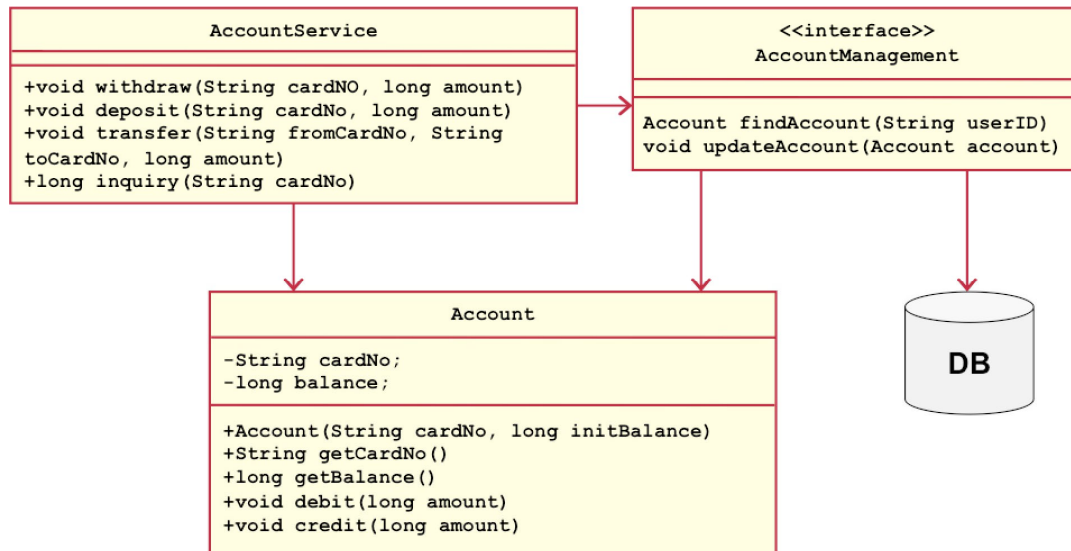 AccountService
+void withdraw(String cardNO, long amount)
+void deposit(String cardNo, long amount)
+void transfer(String fromCardNo, String
toCardNo, long amount)
+long inquiry(String cardNo)
<<interface>>
AccountManagement
Account findAccount(String userID)
void updateAccount(Account account)
Account
-String cardNo;
-long balance;
+Account(String cardNo, long initBalance)
+String getCardNo()
+long getBalance()
+void debit(long amount)
+void credit(long amount)
DB